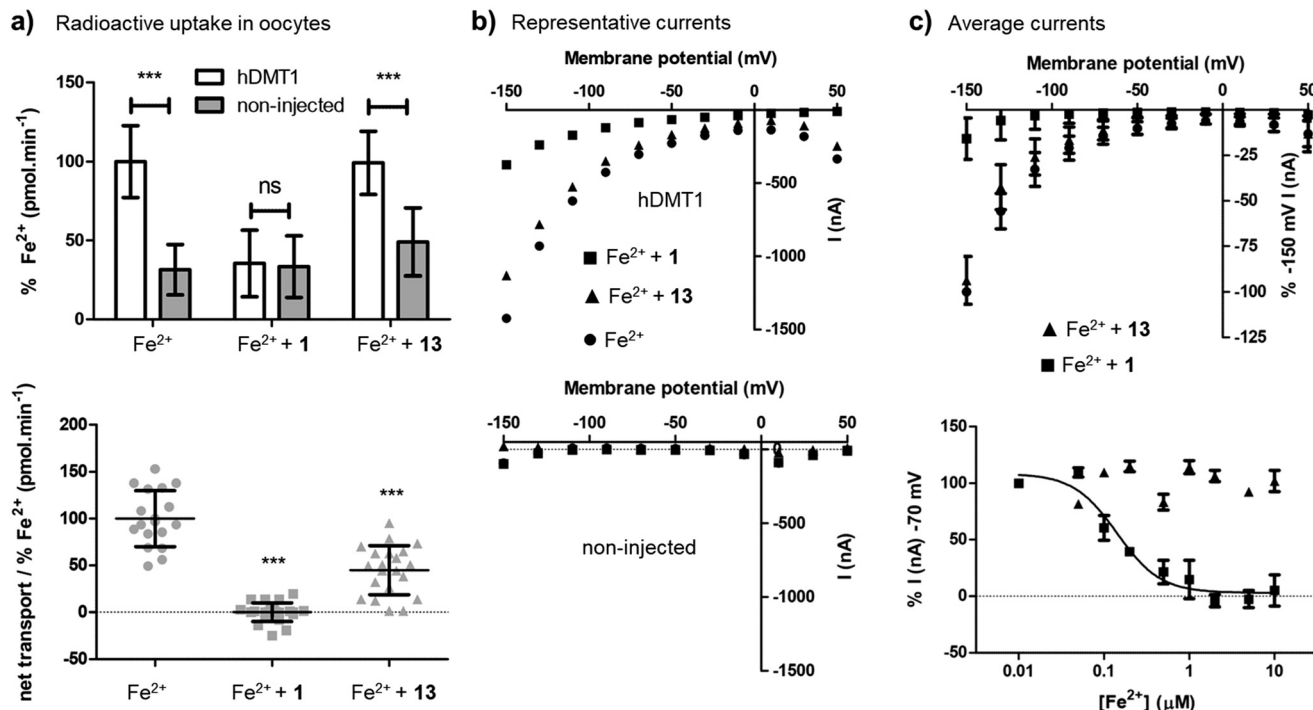 a) Radioactive uptake in oocytes
% Fe²⁺ (pmol.min⁻¹)
150
100
50
0
*** ns ***
hDMT1
non-injected
Fe²⁺ Fe²⁺ + 1 Fe²⁺ + 13
net transport / % Fe²⁺ (pmol.min⁻¹)
200
150
100
50
0
-50
*** ***
Fe²⁺ Fe²⁺ + 1 Fe²⁺ + 13
b) Representative currents
Membrane potential (mV)
-150 -100 -50 0 50
-500
-1000
-1500
I (nA)
hDMT1
Fe²⁺ + 1
Fe²⁺ + 13
Fe²⁺
Membrane potential (mV)
-150 -100 -50 0 50
0
-500
-1000
-1500
I (nA)
non-injected
c) Average currents
Membrane potential (mV)
-150 -100 -50 0 50
-25
-50
-75
-100
-125
% -150 mV I (nA)
Fe²⁺ + 13
Fe²⁺ + 1
% I (nA) -70 mV
150
100
50
0
-50
0.01 0.1 1 10
[Fe²⁺] (µM)